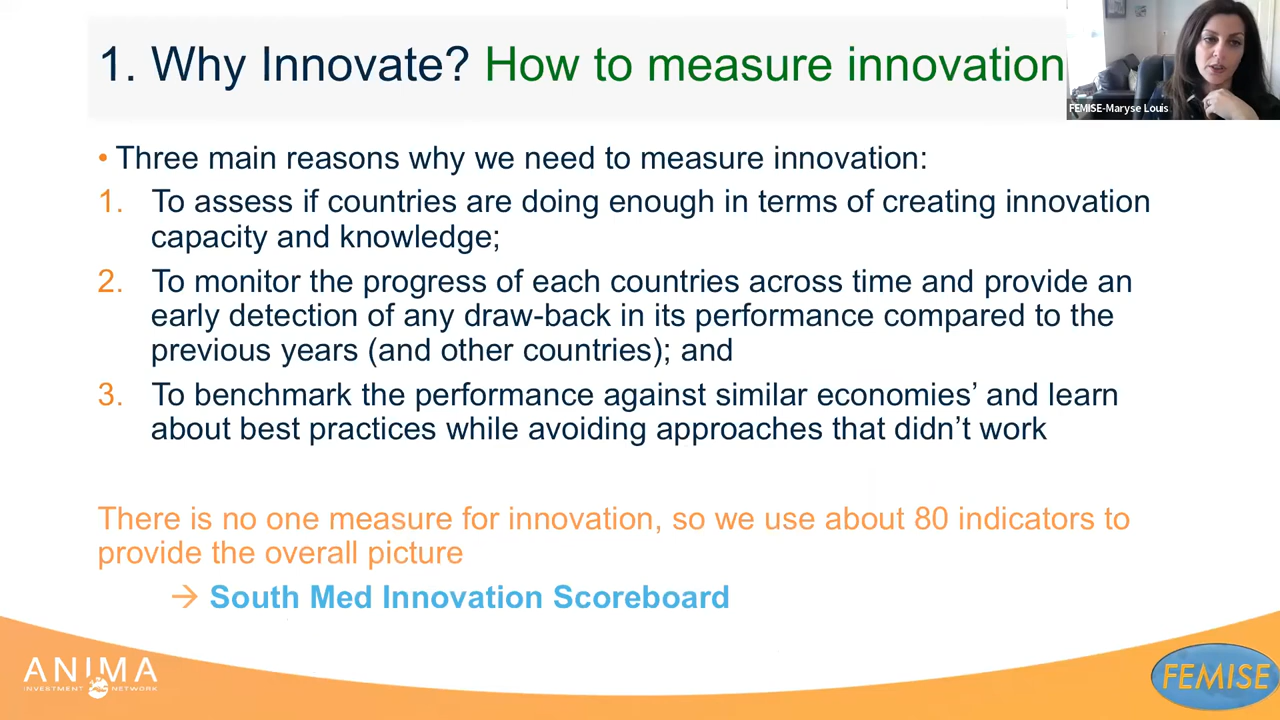 1. Why Innovate? How to measure innovation
FEMISE-Maryse Louis
• Three main reasons why we need to measure innovation:
1. To assess if countries are doing enough in terms of creating innovation
capacity and knowledge;
2. To monitor the progress of each countries across time and provide an
early detection of any draw-back in its performance compared to the
previous years (and other countries); and
3. To benchmark the performance against similar economies’ and learn
about best practices while avoiding approaches that didn’t work
There is no one measure for innovation, so we use about 80 indicators to
provide the overall picture
→ South Med Innovation Scoreboard
ANIMA
INVESTMENT NETWORK
FEMISE